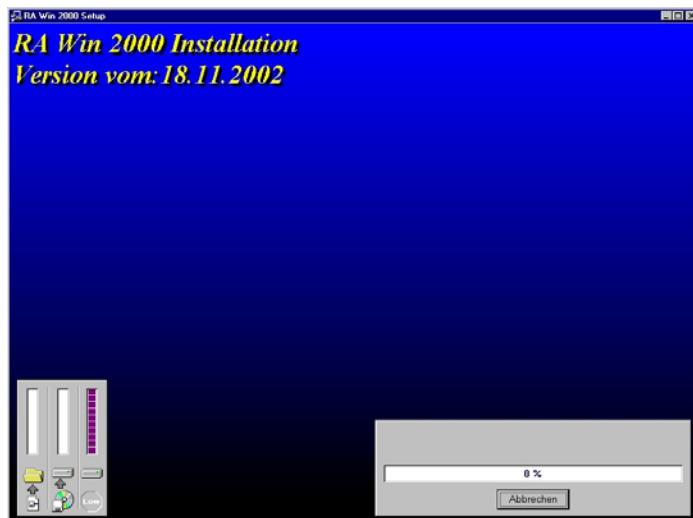 RA Win 2000 Setup
RA Win 2000 Installation
Version vom:18.11.2002
0 %
Abbrechen
Low